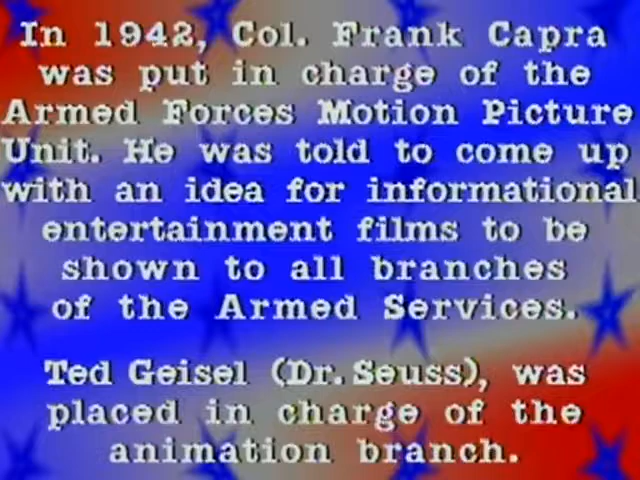 In 1942, Col. Frank Capra
was put in charge of the
Armed Forces Motion Picture
Unit. He was told to come up
with an idea for informational
entertainment films to be
shown to all branches
of the Armed Services.
Ted Geisel (Dr. Seuss), was
placed in charge of the
animation branch.